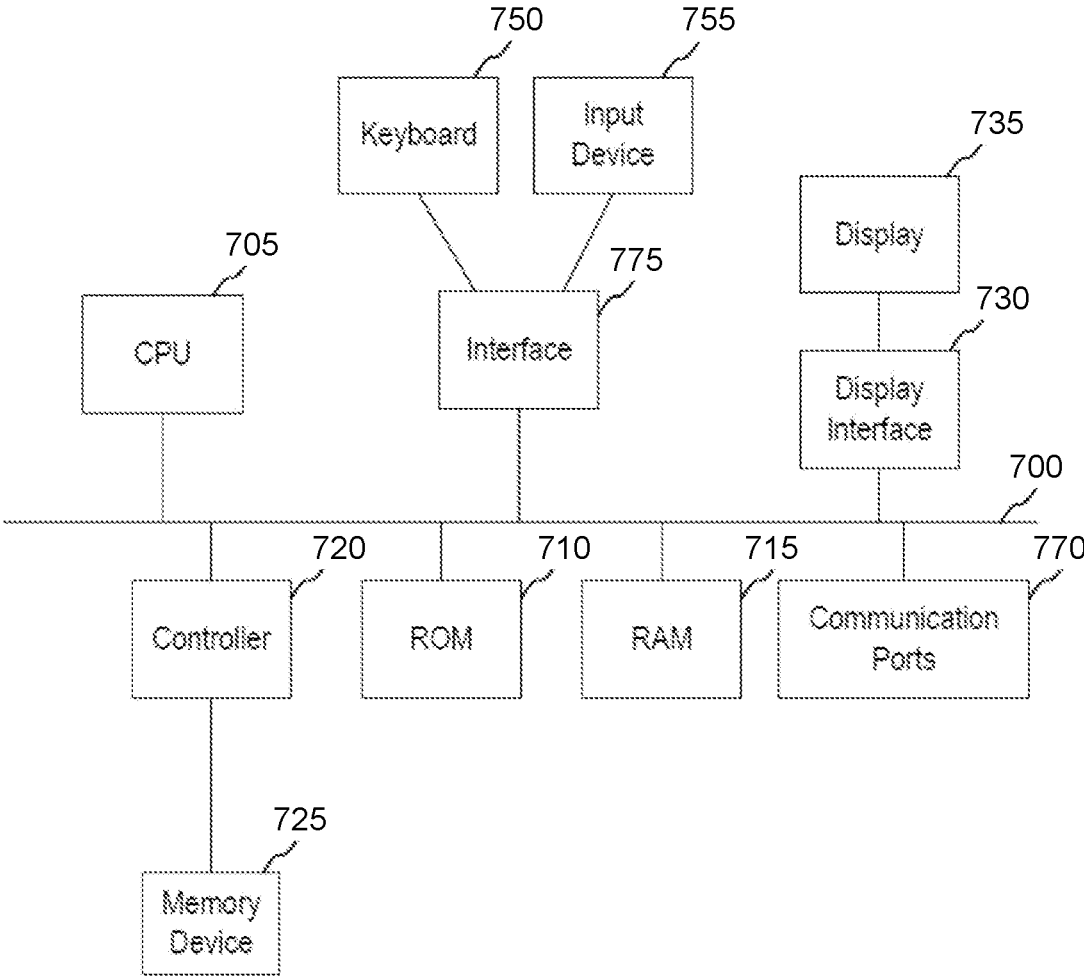 750
755
Keyboard
Input
Device
735
Display
705
775
730
CPU
Interface
Display
Interface
700
720
710
715
770
Controller
ROM
RAM
Communication
Ports
725
Memory
Device